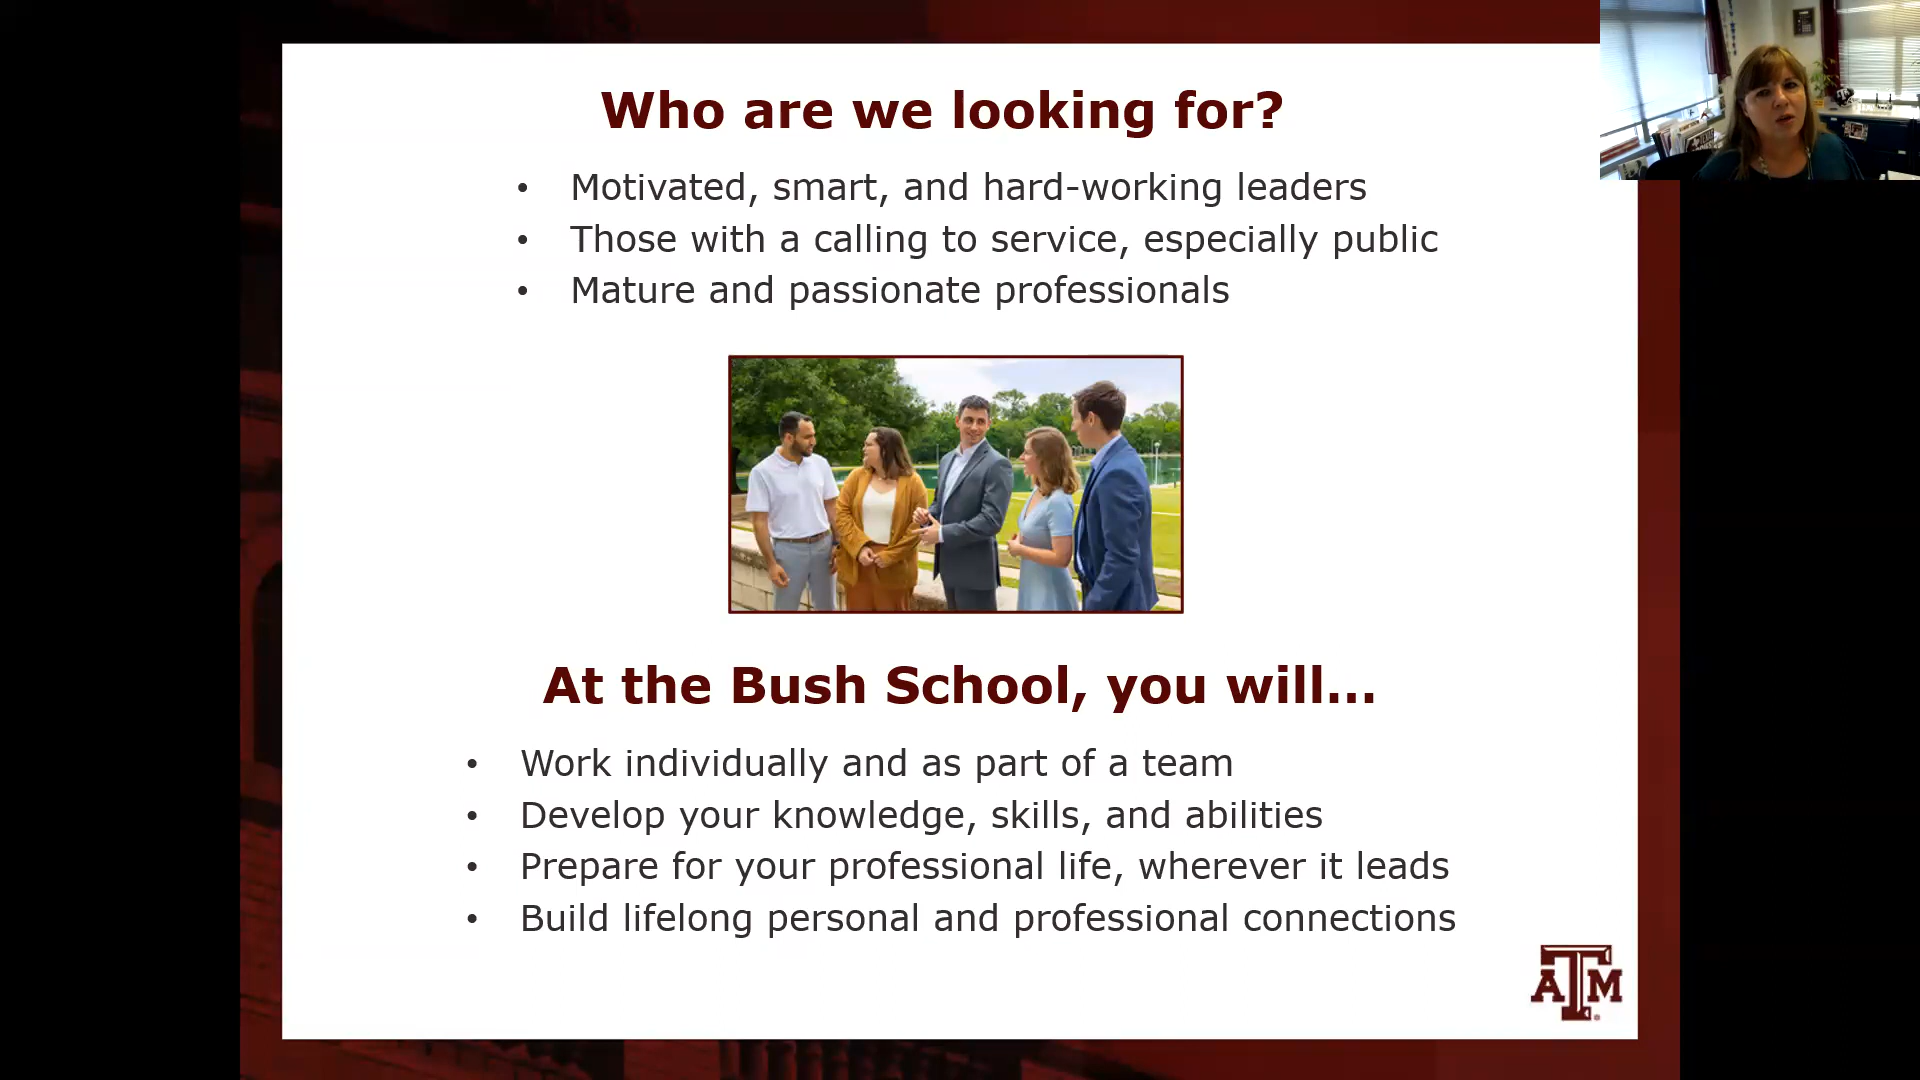 Who are we looking for?
• Motivated, smart, and hard-working leaders
• Those with a calling to service, especially public
• Mature and passionate professionals
At the Bush School, you will...
• Work individually and as part of a team
• Develop your knowledge, skills, and abilities
• Prepare for your professional life, wherever it leads
• Build lifelong personal and professional connections
ATM